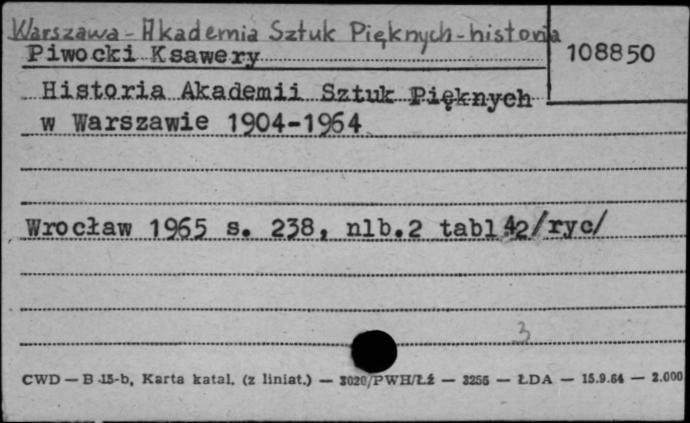 Warszawa - Akademia Sztuk Pięknych - historia
Piwocki Ksawery
108850
Historia Akademii Sztuk Pięknych
w Warszawie 1904-1964
Wrocław 1965 s. 238, nlb.2 tabl 42/ryc/
3
CWD — B 15-b, Karta katal. (z liniat.) — 3020/PWH/Łź — 3256 — ŁDA — 15.9.64 — 2.000